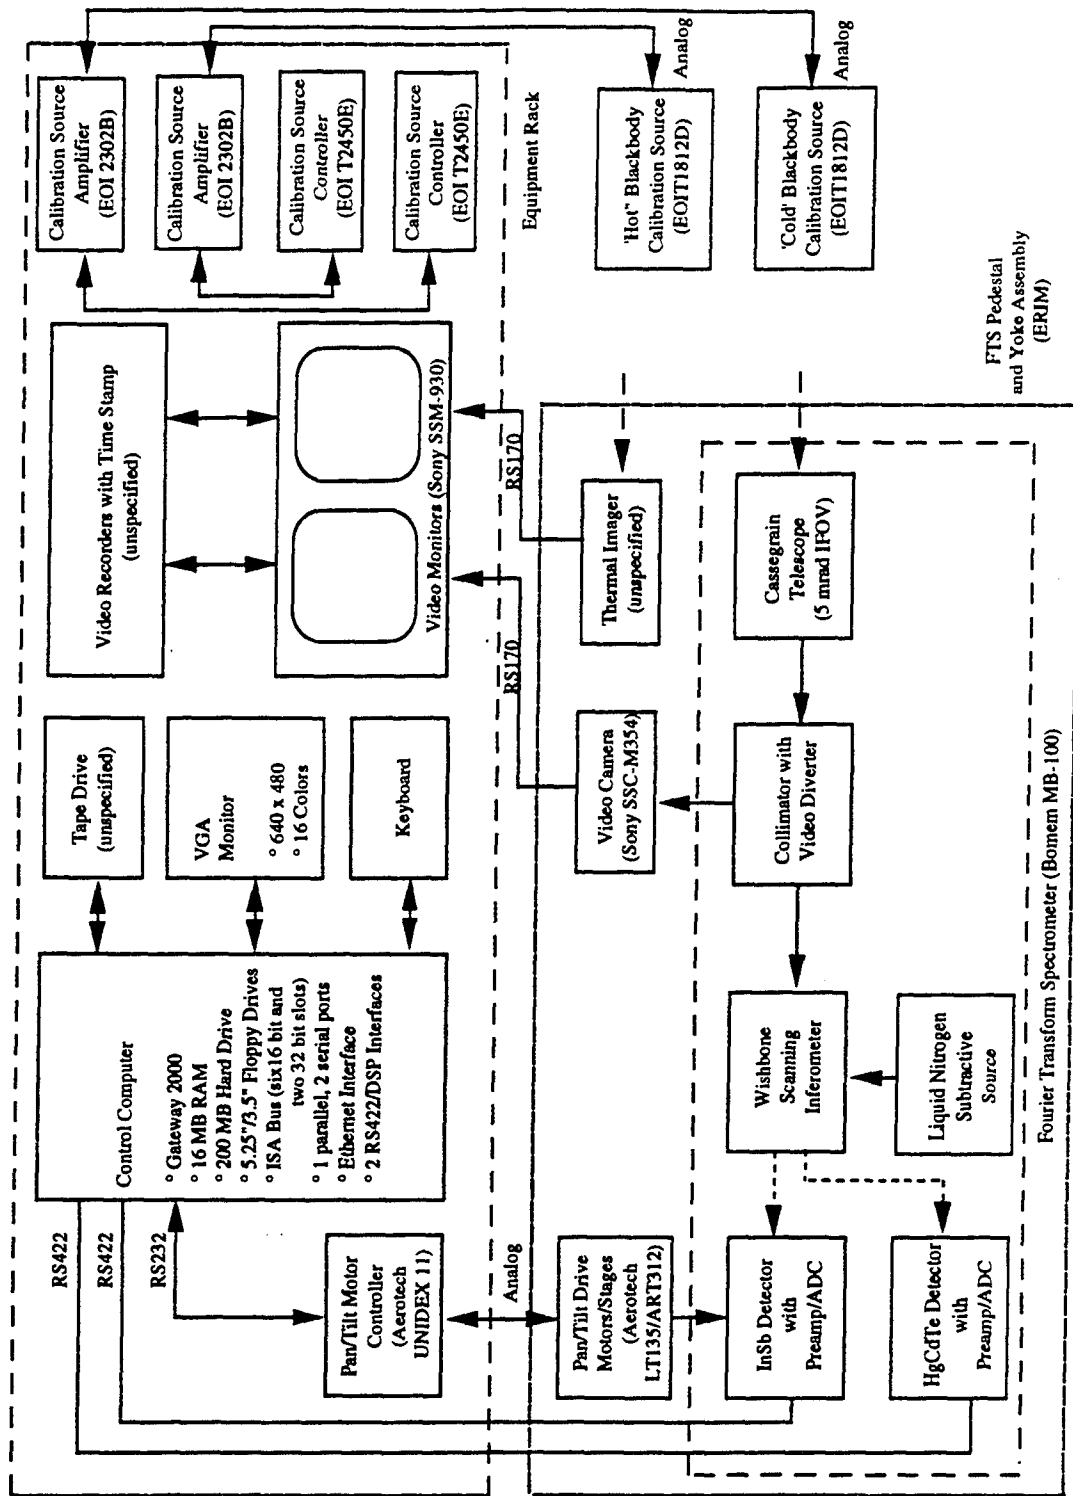 RS422
RS422
RS232
Control Computer
° Gateway 2000
° 16 MB RAM
° 200 MB Hard Drive
° 5.25"/3.5" Floppy Drives
° ISA Bus (six16 bit and
two 32 bit slots)
° 1 parallel, 2 serial ports
° Ethernet Interface
° 2 RS422/DSP Interfaces
Tape Drive
(unspecified)
VGA
Monitor
° 640 x 480
° 16 Colors
Keyboard
Video Recorders with Time Stamp
(unspecified)
Video Monitors (Sony SSM-930)
Calibration Source
Amplifier
(EOI 2302B)
Calibration Source
Amplifier
(EOI 2302B)
Calibration Source
Controller
(EOI T2450E)
Calibration Source
Controller
(EOI T2450E)
Equipment Rack
Pan/Tilt Motor
Controller
(Aerotech
UNIDEX 11)
Analog
RS170
RS170
Analog
Analog
Pan/Tilt Drive
Motors/Stages
(Aerotech
LT135/ART312)
Video Camera
(Sony SSC-M354)
Thermal Imager
(unspecified)
'Hot" Blackbody
Calibration Source
(EOIT1812D)
'Cold' Blackbody
Calibration Source
(EOIT1812D)
FTS Pedestal
and Yoke Assembly
(ERIM)
InSb Detector
with
Preamp/ADC
HgCdTe Detector
with
Preamp/ADC
Wishbone
Scanning
Inferometer
Liquid Nitrogen
Subtractive
Source
Collimator with
Video Diverter
Cassegrain
Telescope
(5 mrad IFOV)
Fourier Transform Spectrometer (Bomem MB-100)